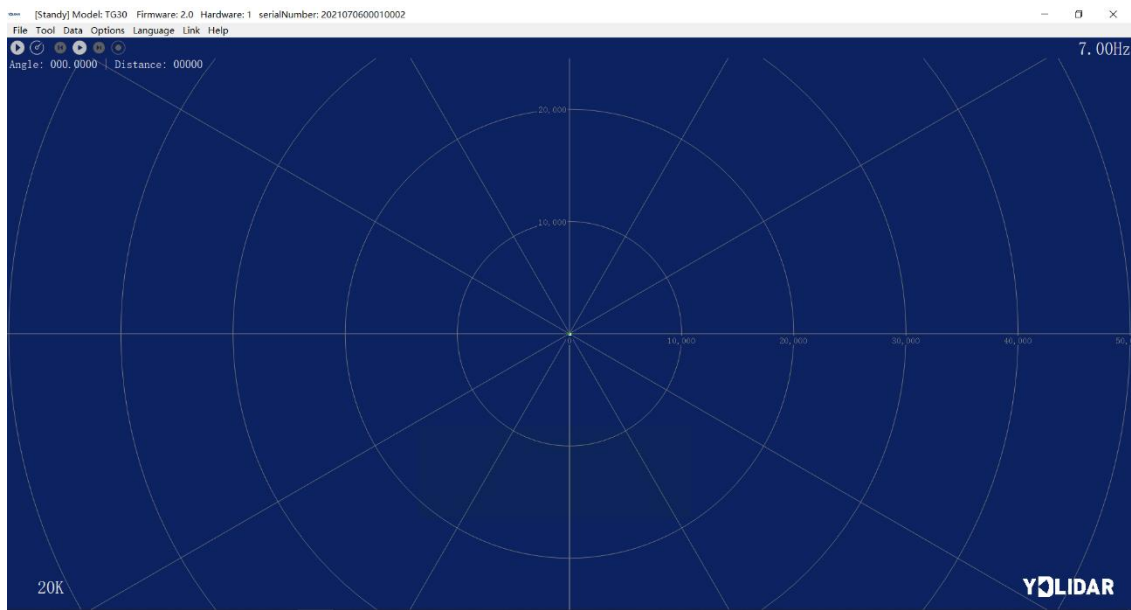 [Standy] Model: TG30 Firmware: 2.0 Hardware: 1 serialNumber: 2021070600010002
File Tool Data Options Language Link Help
7.00Hz
Angle: 000.0000 | Distance: 00000
20,000
10,000
0 10,000 20,000 30,000 40,000 50,
20K
YDLIDAR